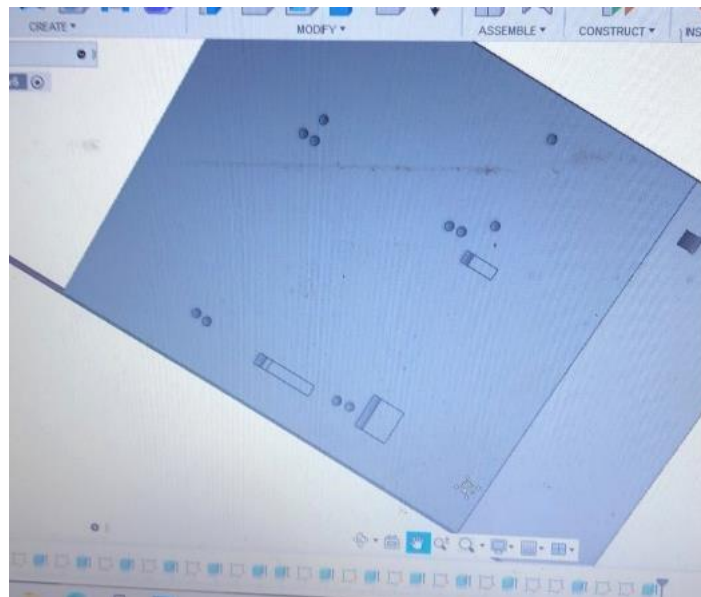 CREATE ▾ MODIFY ▾ ASSEMBLE ▾ CONSTRUCT ▾ INS